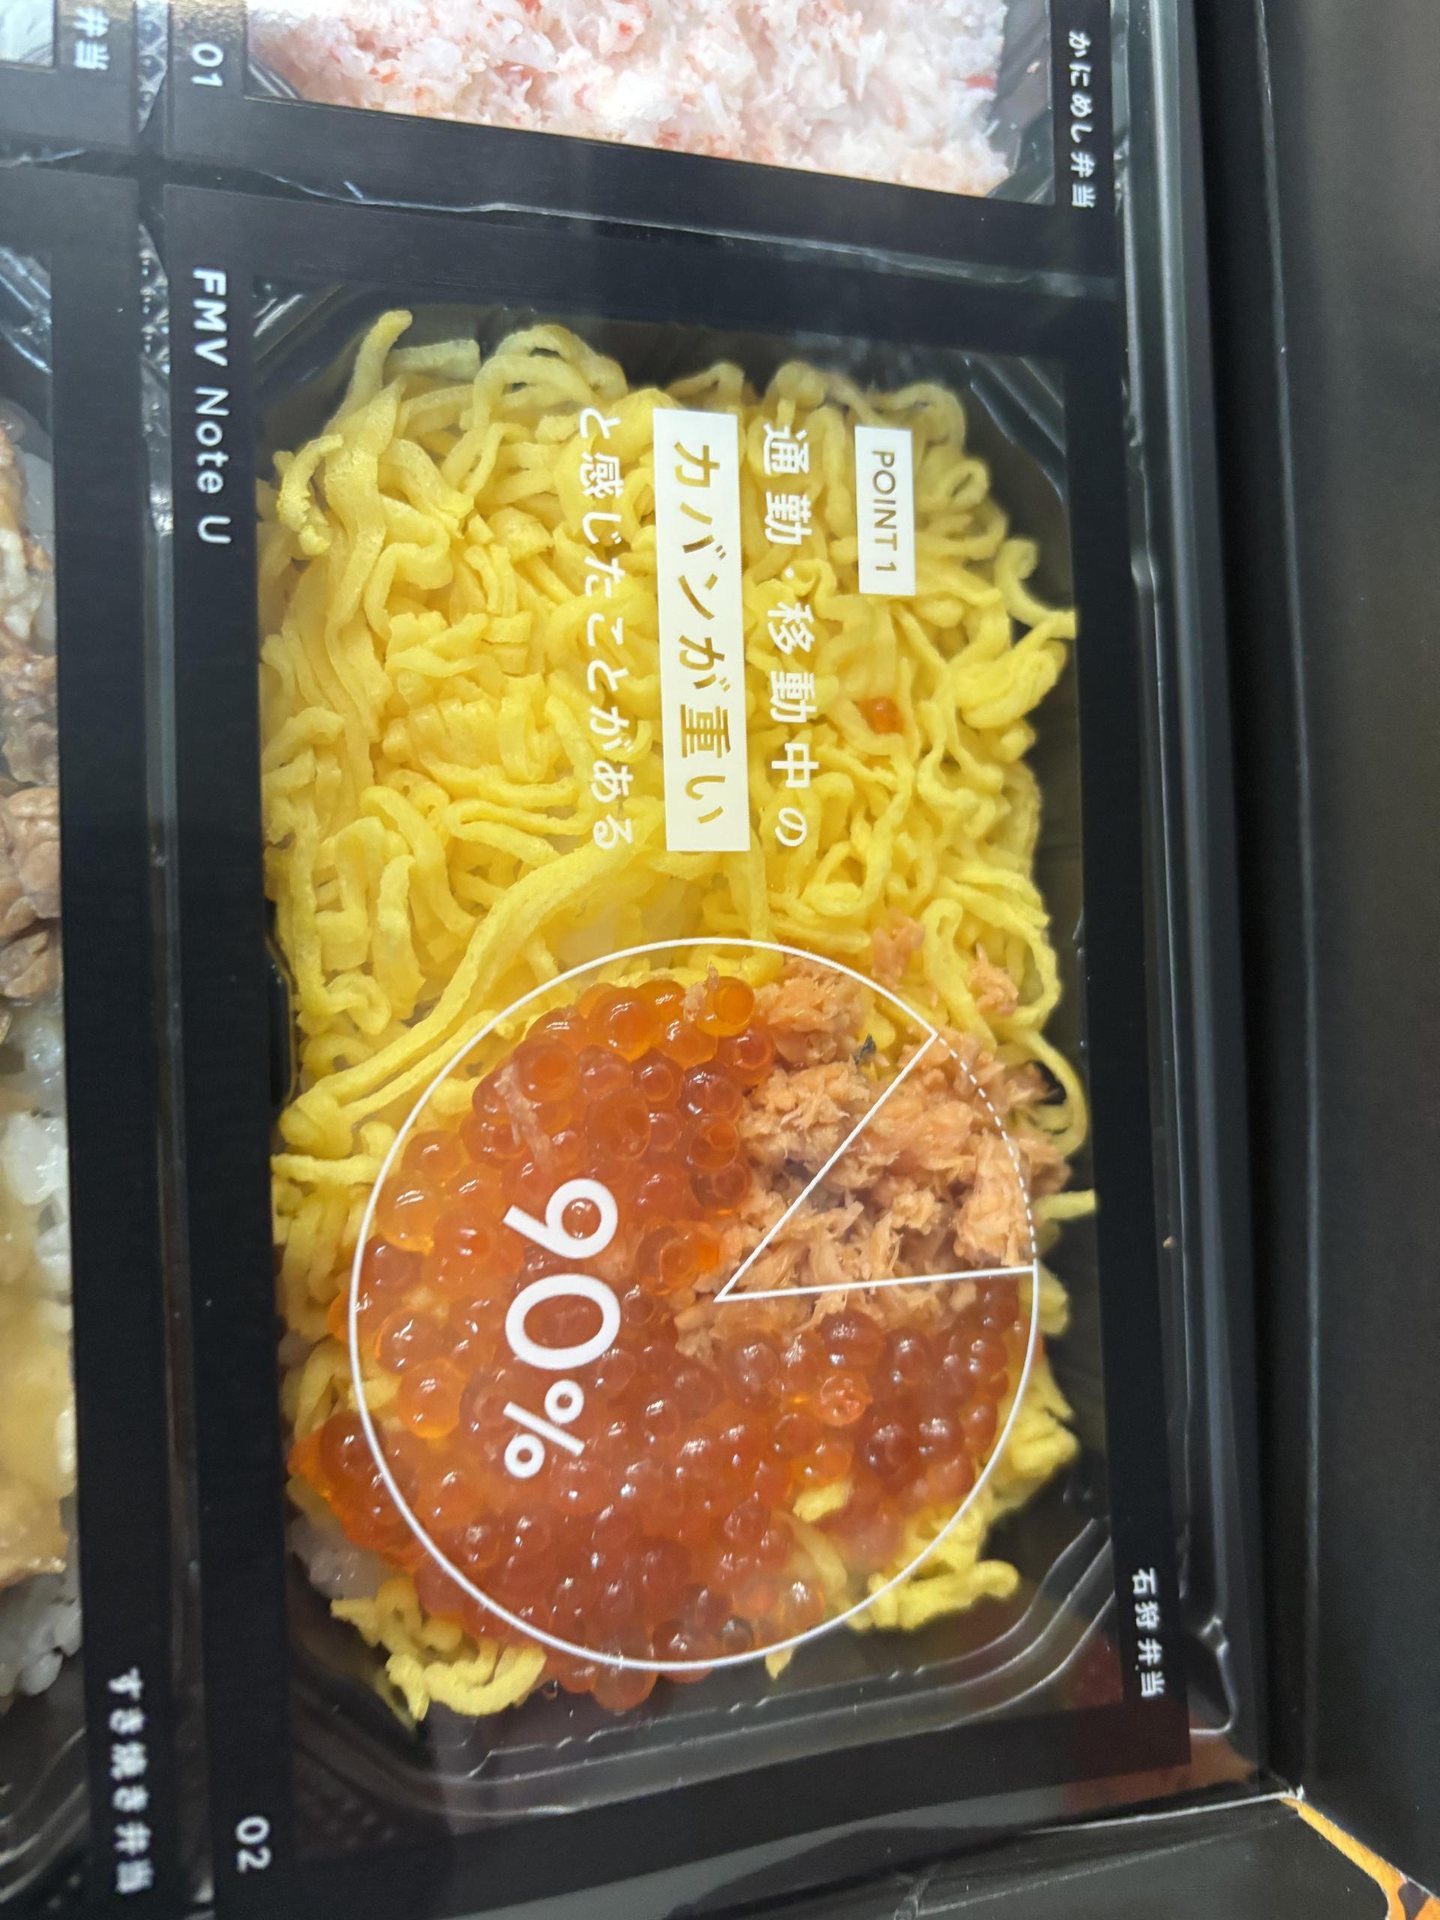 弁当
01
かにめし弁当
石狩弁当
POINT 1
通勤・移動中の
カバンが重い
と感じたことがある
90%
FMV Note U
02
すき焼き弁当